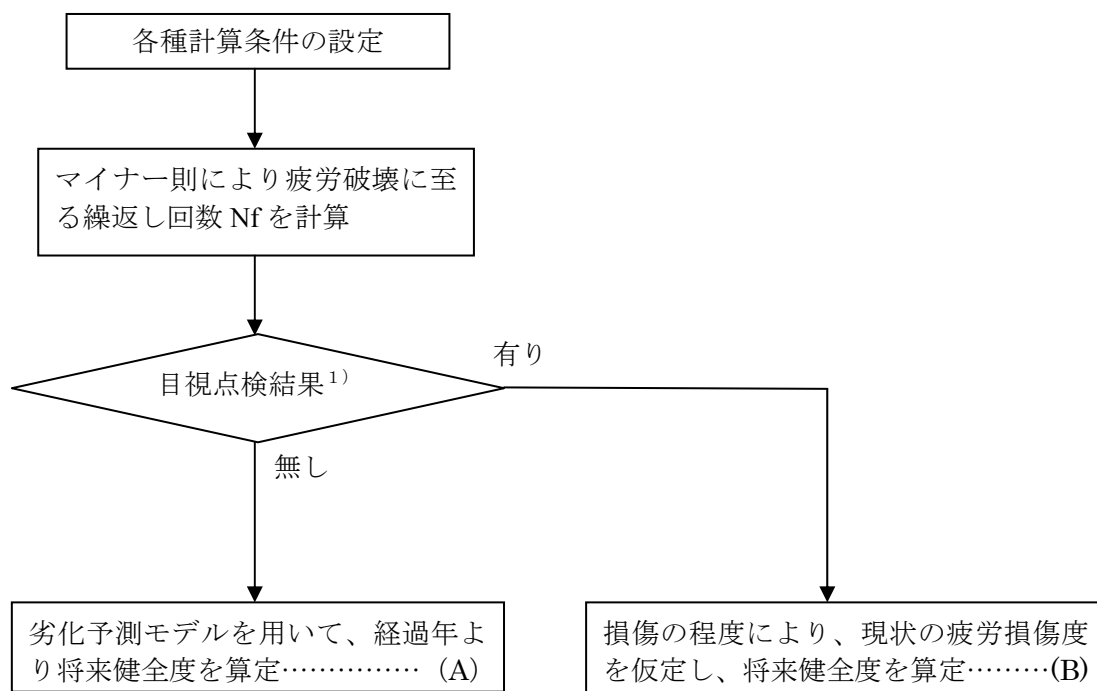 各種計算条件の設定
マイナー則により疲労破壊に至
る繰返し回数 Nf を計算
目視点検結果1)
有り
無し
劣化予測モデルを用いて、経過年よ
り将来健全度を算定…………… (A)
損傷の程度により、現状の疲労損傷度
を仮定し、将来健全度を算定………(B)